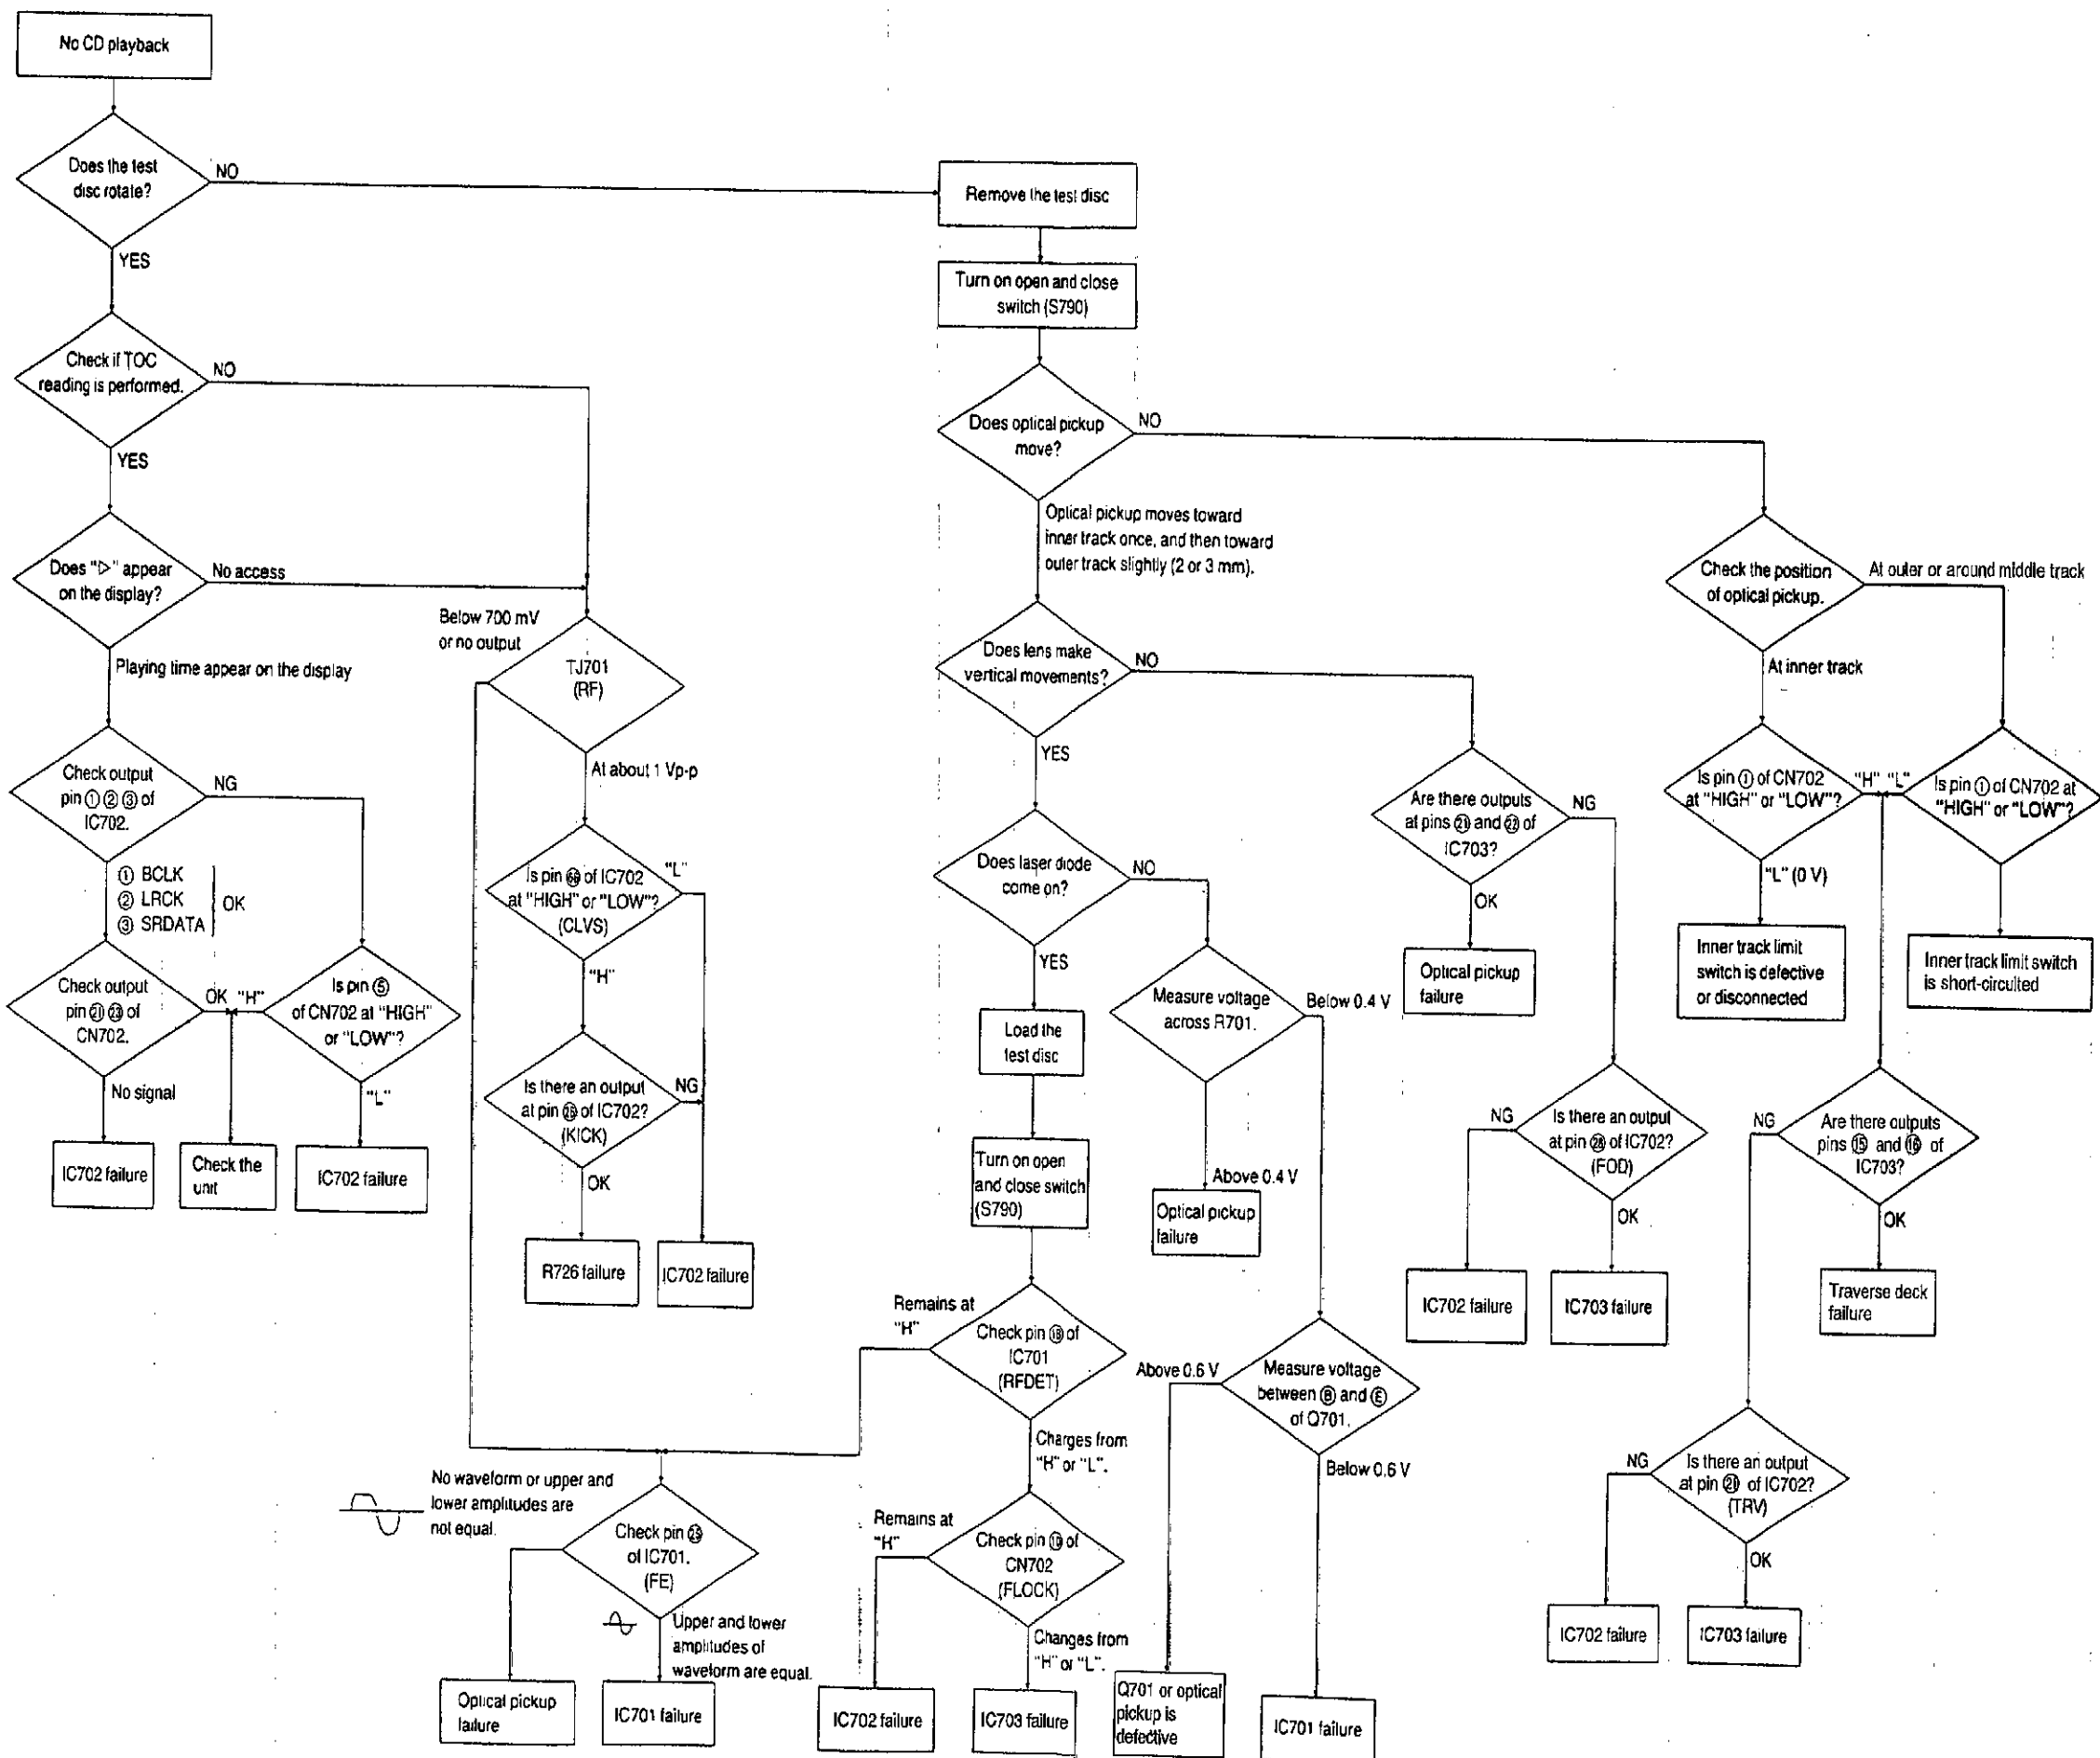 No CD playback
Does the test
disc rotate?
NO
YES
Check if TOC
reading is performed.
NO
YES
Does "▷" appear
on the display?
No access
Playing time appear on the display
Check output
pin ① ② ③ of
IC702.
NG
① BCLK
② LRCK
③ SRDATA
OK
Check output
pin ㉑ ㉓ of
CN702.
OK "H"
Is pin ⑤
of CN702 at "HIGH"
or "LOW"?
No signal
"L"
IC702 failure
Check the
unit
IC702 failure
Below 700 mV
or no output
TJ701
(RF)
At about 1 Vp-p
Is pin of IC702
at "HIGH" or "LOW"?
(CLVS)
"L"
"H"
Is there an output
at pin of IC702?
(KICK)
NG
OK
R726 failure
IC702 failure
No waveform or upper and
lower amplitudes are
not equal.
Check pin of IC701.
(FE)
Upper and lower
amplitudes of
waveform are equal.
Optical pickup
failure
IC701 failure
Remove the test disc
Turn on open and close
switch (S790)
Does optical pickup
move?
NO
Optical pickup moves toward
inner track once, and then toward
outer track slightly (2 or 3 mm).
Does lens make
vertical movements?
NO
YES
Does laser diode
come on?
NO
YES
Load the
test disc
Turn on open
and close switch
(S790)
Remains at
"H"
Check pin ⑱ of
IC701
(RFDET)
Charges from
"H" or "L".
Remains at
"H"
Check pin of
CN702
(FLOCK)
Changes from
"H" or "L".
IC702 failure
IC703 failure
Measure voltage
across R701.
Below 0.4 V
Above 0.4 V
Optical pickup
failure
Above 0.6 V
Measure voltage
between Ⓑ and Ⓔ
of Q701.
Below 0.6 V
Q701 or optical
pickup is
defective
IC701 failure
Are there outputs
at pins ㉑ and ㉒ of
IC703?
NG
OK
Optical pickup
failure
Is there an output
at pin of IC702?
(FOD)
NG
OK
IC702 failure
IC703 failure
Check the position
of optical pickup.
At outer or around middle track
At inner track
Is pin ① of CN702
at "HIGH" or "LOW"?
"H" "L"
Is pin ① of CN702 at
"HIGH" or "LOW"?
"L" (0 V)
Inner track limit
switch is defective
or disconnected
Inner track limit switch
is short-circuited
Are there outputs
pins ⑮ and ⑯ of
IC703?
NG
OK
Traverse deck
failure
Is there an output
at pin of IC702?
(TRV)
NG
OK
IC702 failure
IC703 failure